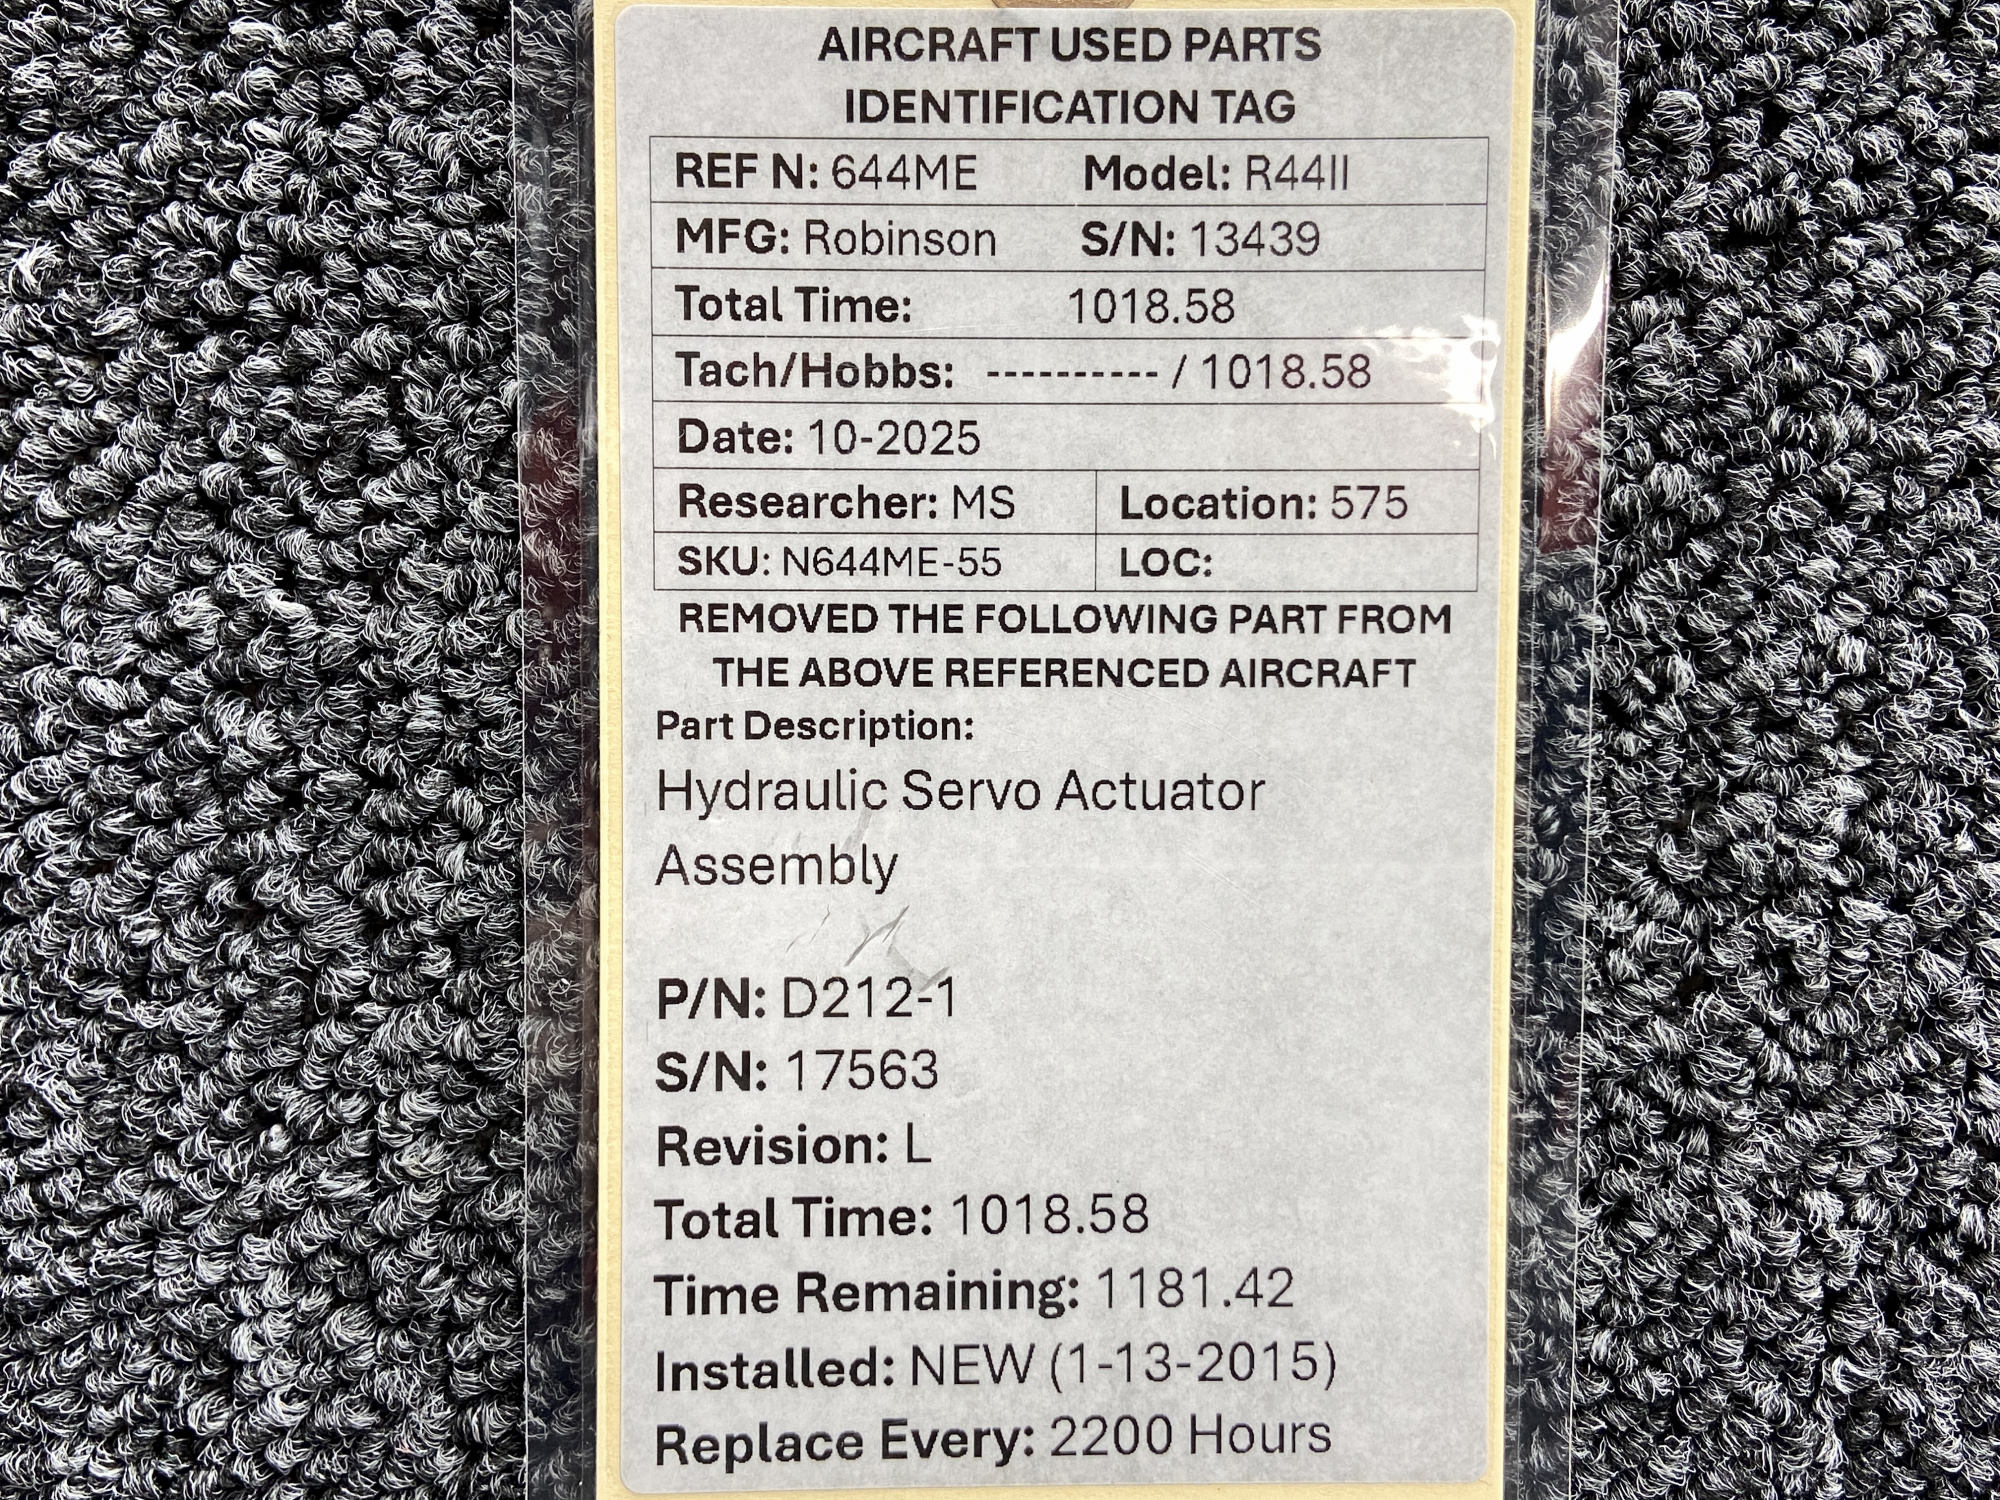 AIRCRAFT USED PARTS
IDENTIFICATION TAG
REF N: 644ME Model: R44II
MFG: Robinson S/N: 13439
Total Time: 1018.58
Tach/Hobbs: ---------- / 1018.58
Date: 10-2025
Researcher: MS Location: 575
SKU: N644ME-55 LOC:
REMOVED THE FOLLOWING PART FROM
THE ABOVE REFERENCED AIRCRAFT
Part Description:
Hydraulic Servo Actuator
Assembly
P/N: D212-1
S/N: 17563
Revision: L
Total Time: 1018.58
Time Remaining: 1181.42
Installed: NEW (1-13-2015)
Replace Every: 2200 Hours